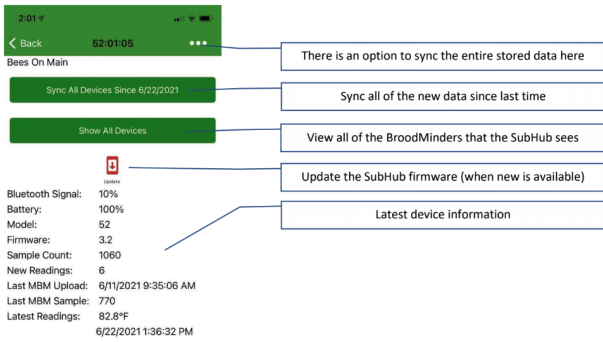 2:01
Back 52:01:05 •••
Bees On Main
Sync All Devices Since 6/22/2021
Show All Devices
Update
Bluetooth Signal: 10%
Battery: 100%
Model: 52
Firmware: 3.2
Sample Count: 1060
New Readings: 6
Last MBM Upload: 6/11/2021 9:35:06 AM
Last MBM Sample: 770
Latest Readings: 82.8°F
6/22/2021 1:36:32 PM
There is an option to sync the entire stored data here
Sync all of the new data since last time
View all of the BroodMinders that the SubHub sees
Update the SubHub firmware (when new is available)
Latest device information